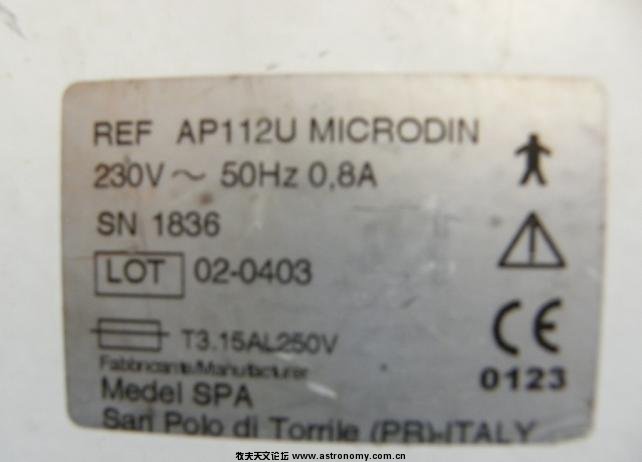 REF AP112U MICRODIN
230V ~ 50Hz 0,8A
SN 1836
LOT 02-0403
T3.15AL250V
Fabbricante/Manufacturer
Medel SPA
San Polo di Torrile (PR)-ITALY
CE
0123
牧夫天文论坛 www.astronomy.com.cn